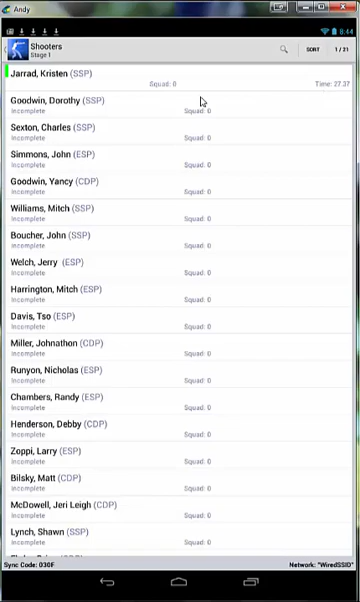 Andy
8:44
Shooters
Stage 1
SORT
1 / 21
Jarrad, Kristen (SSP)
Squad: 0 Time: 27.37
Goodwin, Dorothy (SSP)
Incomplete Squad: 0
Sexton, Charles (SSP)
Incomplete Squad: 0
Simmons, John (ESP)
Incomplete Squad: 0
Goodwin, Yancy (CDP)
Incomplete Squad: 0
Williams, Mitch (SSP)
Incomplete Squad: 0
Boucher, John (SSP)
Incomplete Squad: 0
Welch, Jerry (ESP)
Incomplete Squad: 0
Harrington, Mitch (ESP)
Incomplete Squad: 0
Davis, Tso (ESP)
Incomplete Squad: 0
Miller, Johnathon (CDP)
Incomplete Squad: 0
Runyon, Nicholas (ESP)
Incomplete Squad: 0
Chambers, Randy (ESP)
Incomplete Squad: 0
Henderson, Debby (CDP)
Incomplete Squad: 0
Zoppi, Larry (ESP)
Incomplete Squad: 0
Bilsky, Matt (CDP)
Incomplete Squad: 0
McDowell, Jeri Leigh (CDP)
Incomplete Squad: 0
Lynch, Shawn (SSP)
Incomplete Squad: 0
Sync Code: 030F Network: "WiredSSID"